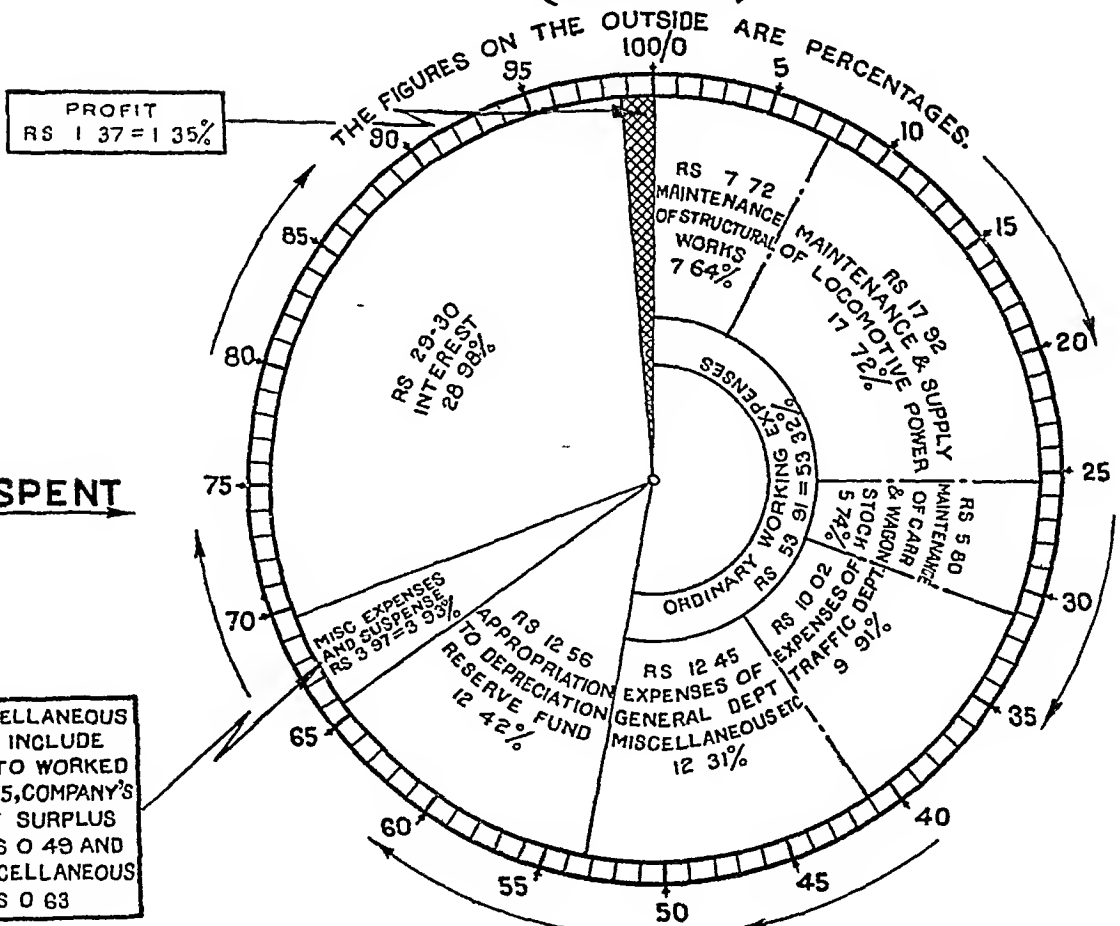 THE FIGURES ON THE OUTSIDE ARE PERCENTAGES.
100/0
5
10
15
20
25
30
35
40
45
50
55
60
65
70
75
80
85
90
95
PROFIT
RS 1 37 = 1 35%
RS 7 72
MAINTENANCE
OF STRUCTURAL
WORKS
7 64%
RS 17 92
MAINTENANCE & SUPPLY
OF LOCOMOTIVE POWER
17 72%
RS 5 80
MAINTENANCE
OF CARR
& WAGON
STOCK
5 74%
RS 10 02
EXPENSES OF
TRAFFIC DEPT
9 91%
RS 12 45
EXPENSES OF
GENERAL DEPT
MISCELLANEOUS ETC
12 31%
ORDINARY WORKING EXPENSES
RS 53 91 = 53 32%
RS 12 56
APPROPRIATION
TO DEPRECIATION
RESERVE FUND
12 42%
MISC EXPENSES
AND SUSPENSE
RS 3 97 = 3 93%
RS 29·30
INTEREST
28 98%
SPENT
ELLANEOUS
INCLUDE
TO WORKED
5, COMPANY'S
SURPLUS
S 0 49 AND
CELLANEOUS
S 0 63